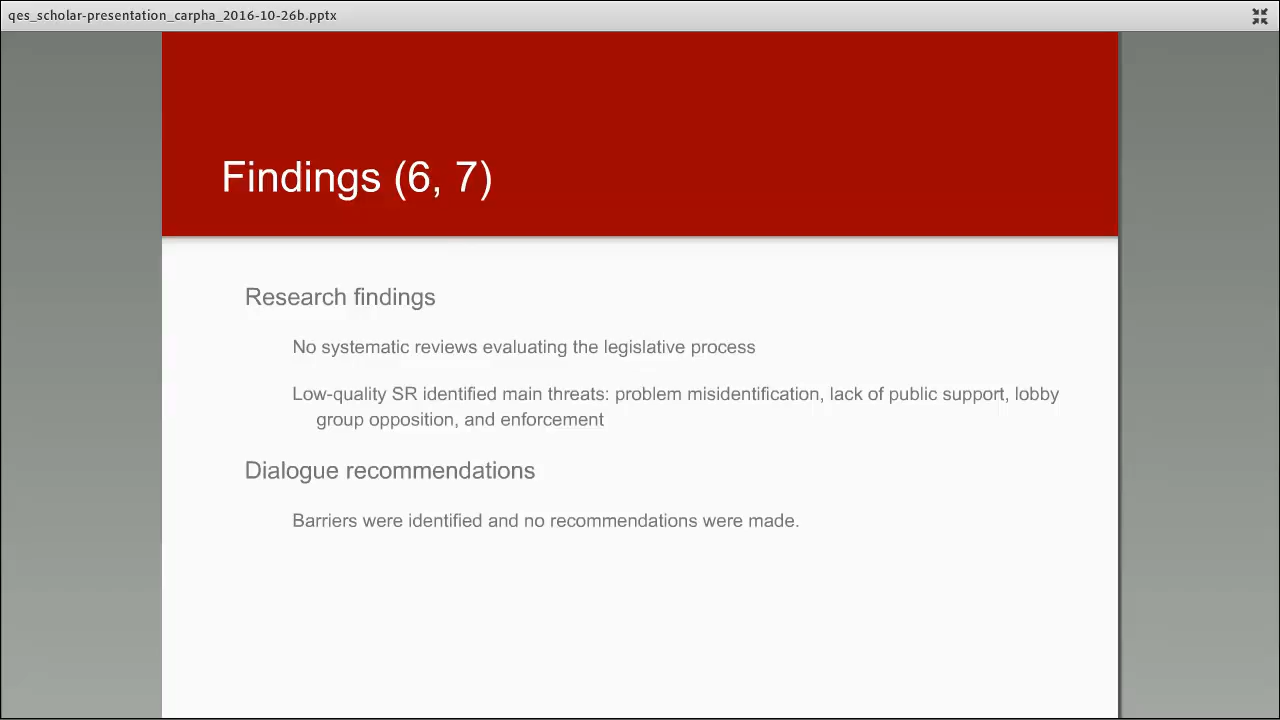 qes_scholar-presentation_carpha_2016-10-26b.pptx
Findings (6, 7)
Research findings
No systematic reviews evaluating the legislative process
Low-quality SR identified main threats: problem misidentification, lack of public support, lobby
group opposition, and enforcement
Dialogue recommendations
Barriers were identified and no recommendations were made.